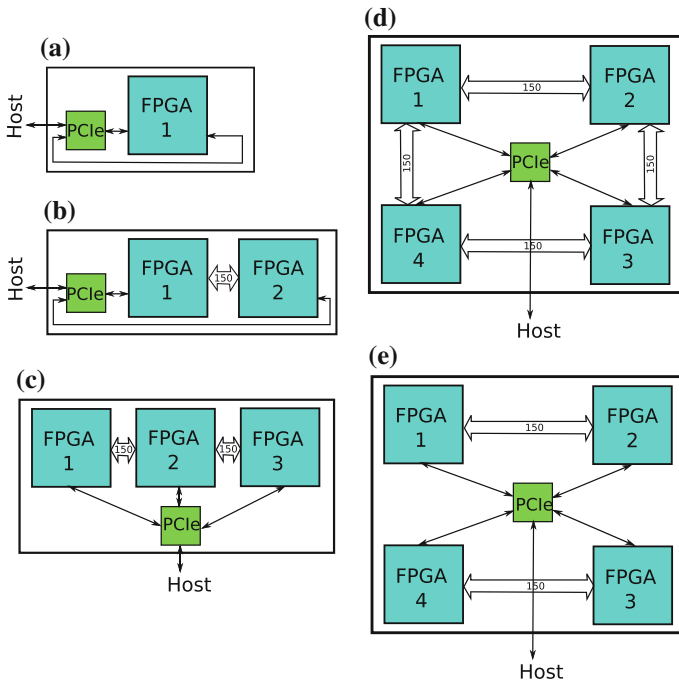 (a)
Host
PCIe
FPGA
1
(b)
Host
PCIe
FPGA
1
150
FPGA
2
(c)
FPGA
1
150
FPGA
2
150
FPGA
3
PCIe
Host
(d)
FPGA
1
150
FPGA
2
150
PCIe
150
FPGA
4
150
FPGA
3
Host
(e)
FPGA
1
150
FPGA
2
PCIe
FPGA
4
150
FPGA
3
Host